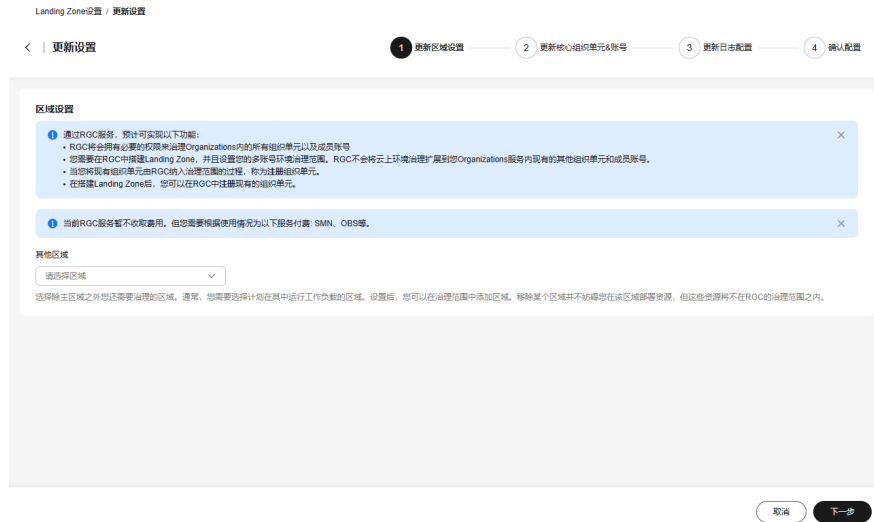 Landing Zone设置 / 更新设置
更新设置
1 更新区域设置
2 更新核心组织单元&账号
3 更新日志配置
4 确认配置
区域设置
通过RGC服务，预计可实现以下功能：
• RGC将会拥有必要的权限来治理Organizations内的所有组织单元以及成员账号
• 您需要在RGC中搭建Landing Zone，并且设置您的多账号环境治理范围。RGC不会将云上环境治理扩展到您Organizations服务内现有的其他组织单元和成员账号。
• 当您将现有组织单元由RGC纳入治理范围的过程，称为注册组织单元。
• 在搭建Landing Zone后，您可以在RGC中注册现有的组织单元。
当前RGC服务暂不收取费用。但您需要根据使用情况为以下服务付费: SMN、OBS等。
其他区域
请选择区域
选择除主区域之外您还需要治理的区域。通常，您需要选择计划在其中运行工作负载的区域。设置后，您可以在治理范围中添加区域。移除某个区域并不妨碍您在该区域部署资源，但这些资源将不在RGC的治理范围之内。
取消
下一步